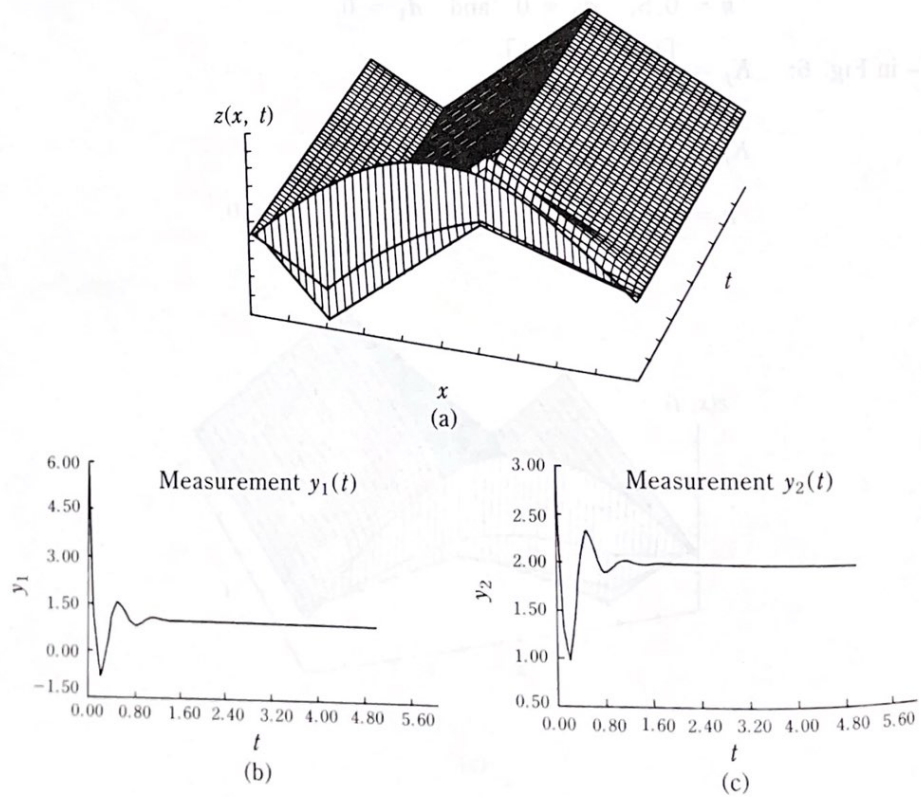 z(x, t)
t
x
(a)
6.00
4.50
3.00
1.50
0.00
−1.50
y₁
Measurement y₁(t)
0.00 0.80 1.60 2.40 3.20 4.00 4.80 5.60
t
(b)
3.00
2.50
2.00
1.50
1.00
0.50
y₂
Measurement y₂(t)
0.00 0.80 1.60 2.40 3.20 4.00 4.80 5.60
t
(c)